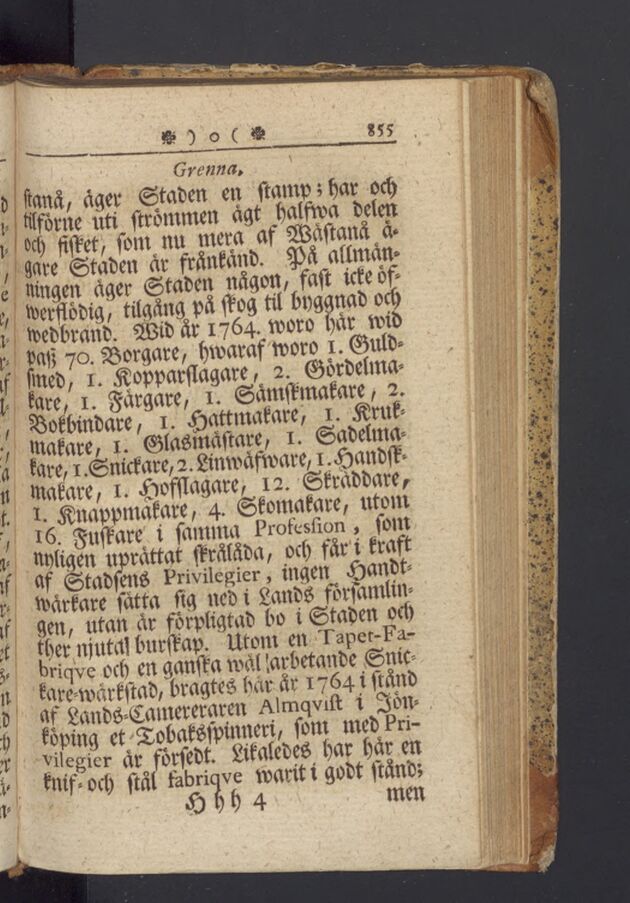 ) o ( 855
Grenna.
stanå, äger Staden en stamp; har och
tilförne uti strömmen ägt halfwa delen
och fisket, som nu mera af Wästanå ä-
gare Staden är frånkänd. På allmän-
ningen äger Staden någon, fast icke öf-
werflödig, tilgång på skog til byggnad och
wedbrand. Wid år 1764. woro här wid
paß 70. Borgare, hwaraf woro 1. Guld-
smed, 1. Kopparslagare, 2. Gördelma-
kare, 1. Färgare, 1. Sämskmakare, 2.
Bokbindare, 1. Hattmakare, 1. Kruk-
makare, 1. Glasmästare, 1. Sadelma-
kare, 1. Snickare, 2. Linwäfware, 1. Handsk-
makare, 1. Hofslagare, 12. Skräddare,
1. Knappmakare, 4. Skomakare, utom
16. Fuskare i samma Profession, som
nyligen uprättat skrålåda, och får i kraft
af Stadsens Privilegier, ingen Handt-
wärkare sätta sig ned i Lands församlin-
gen, utan är förpligtad bo i Staden och
ther njuta burskap. Utom en Tapet-Fa-
briqve och en ganska wäl arbetande Snic-
kare-wärkstad, bragtes här år 1764 i stånd
af Lands-Camereraren Almqvist i Jön-
köping et Tobaksspinneri, som med Pri-
vilegier är försedt. Likaledes har här en
knif- och stål fabriqve warit i godt stånd;
H h h 4 men